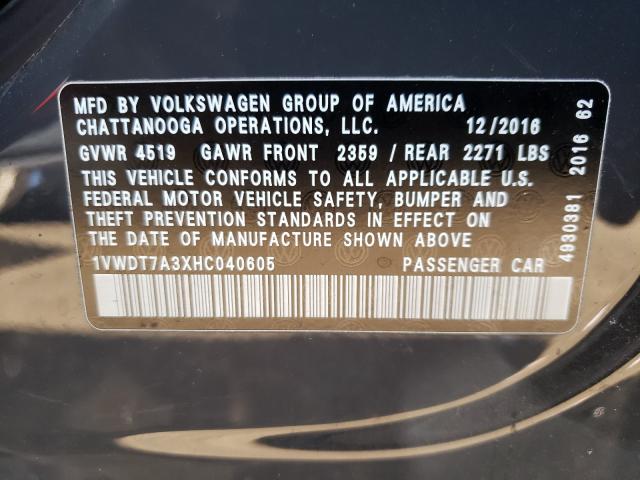 MFD BY VOLKSWAGEN GROUP OF AMERICA
CHATTANOOGA OPERATIONS, LLC. 12/2016
GVWR 4519 GAWR FRONT 2359 / REAR 2271 LBS
THIS VEHICLE CONFORMS TO ALL APPLICABLE U.S.
FEDERAL MOTOR VEHICLE SAFETY, BUMPER AND
THEFT PREVENTION STANDARDS IN EFFECT ON
THE DATE OF MANUFACTURE SHOWN ABOVE
1VWDT7A3XHC040605 PASSENGER CAR
4930381 2016 62